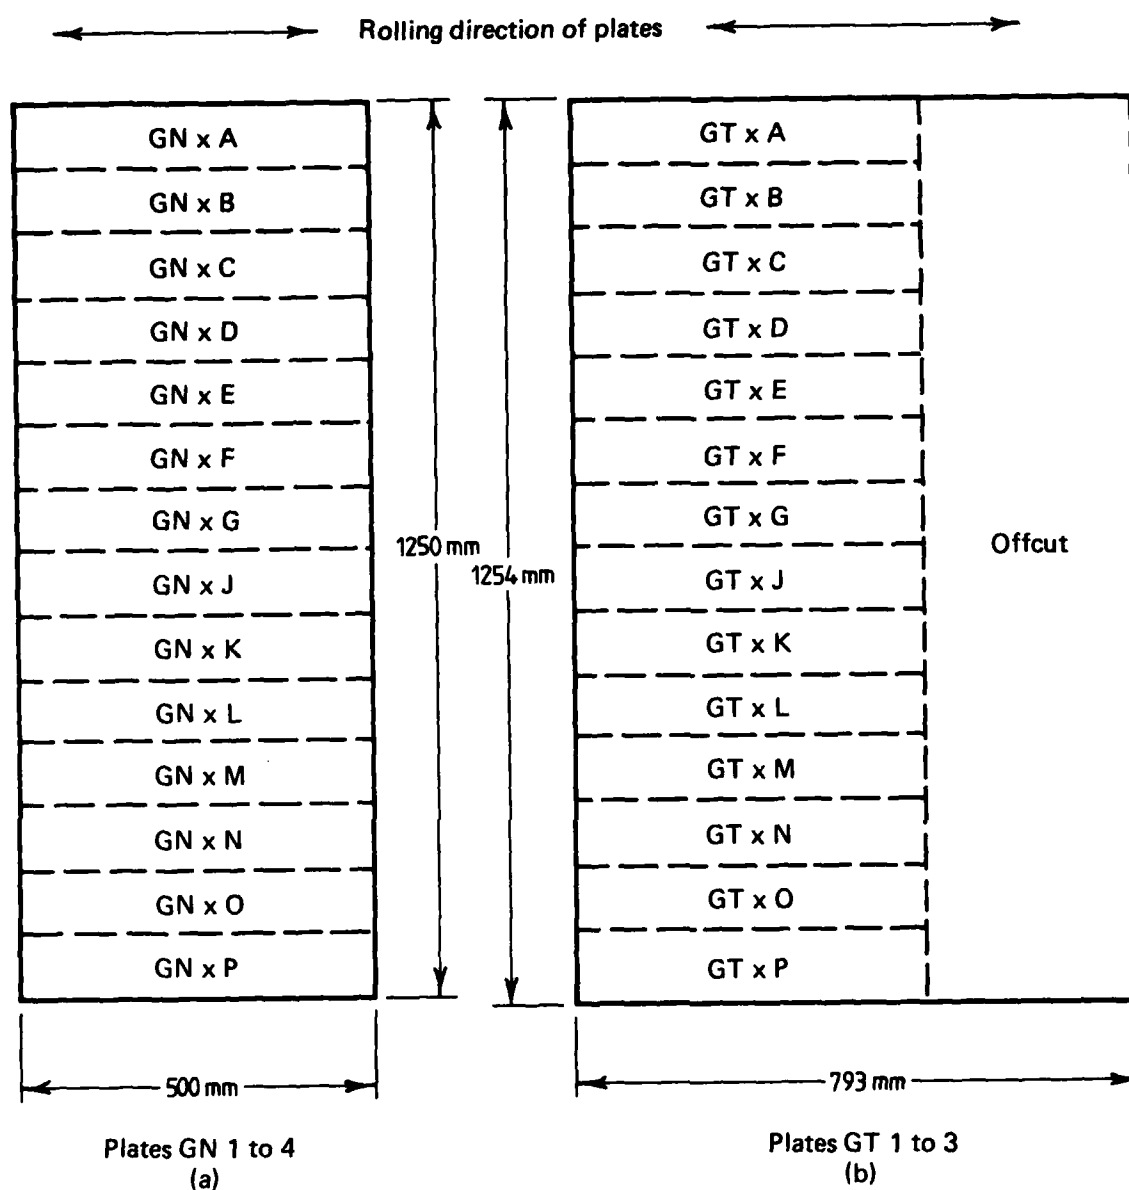 Rolling direction of plates
GN x A
GN x B
GN x C
GN x D
GN x E
GN x F
GN x G
GN x J
GN x K
GN x L
GN x M
GN x N
GN x O
GN x P
1250 mm
500 mm
Plates GN 1 to 4
(a)
1254 mm
GT x A
GT x B
GT x C
GT x D
GT x E
GT x F
GT x G
GT x J
GT x K
GT x L
GT x M
GT x N
GT x O
GT x P
Offcut
793 mm
Plates GT 1 to 3
(b)